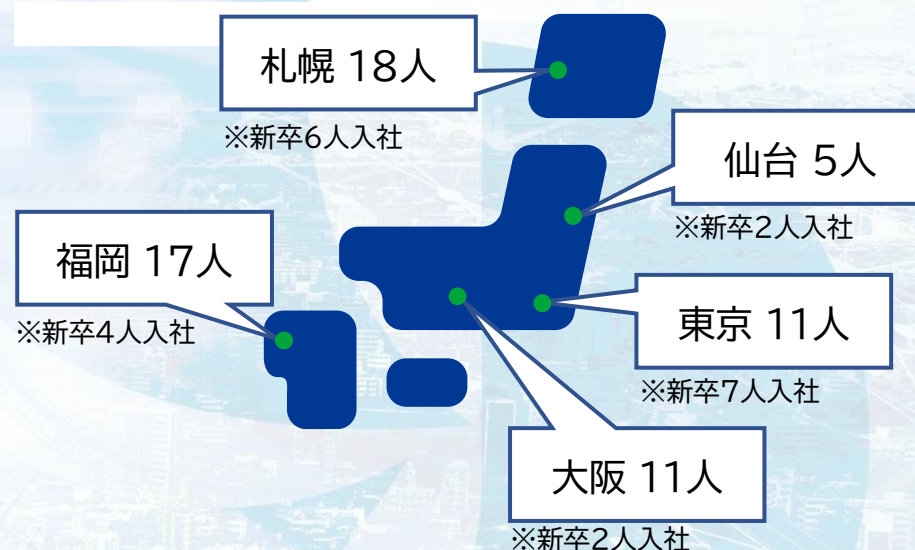 札幌 18人
※新卒6人入社
仙台 5人
※新卒2人入社
福岡 17人
※新卒4人入社
東京 11人
※新卒7人入社
大阪 11人
※新卒2人入社